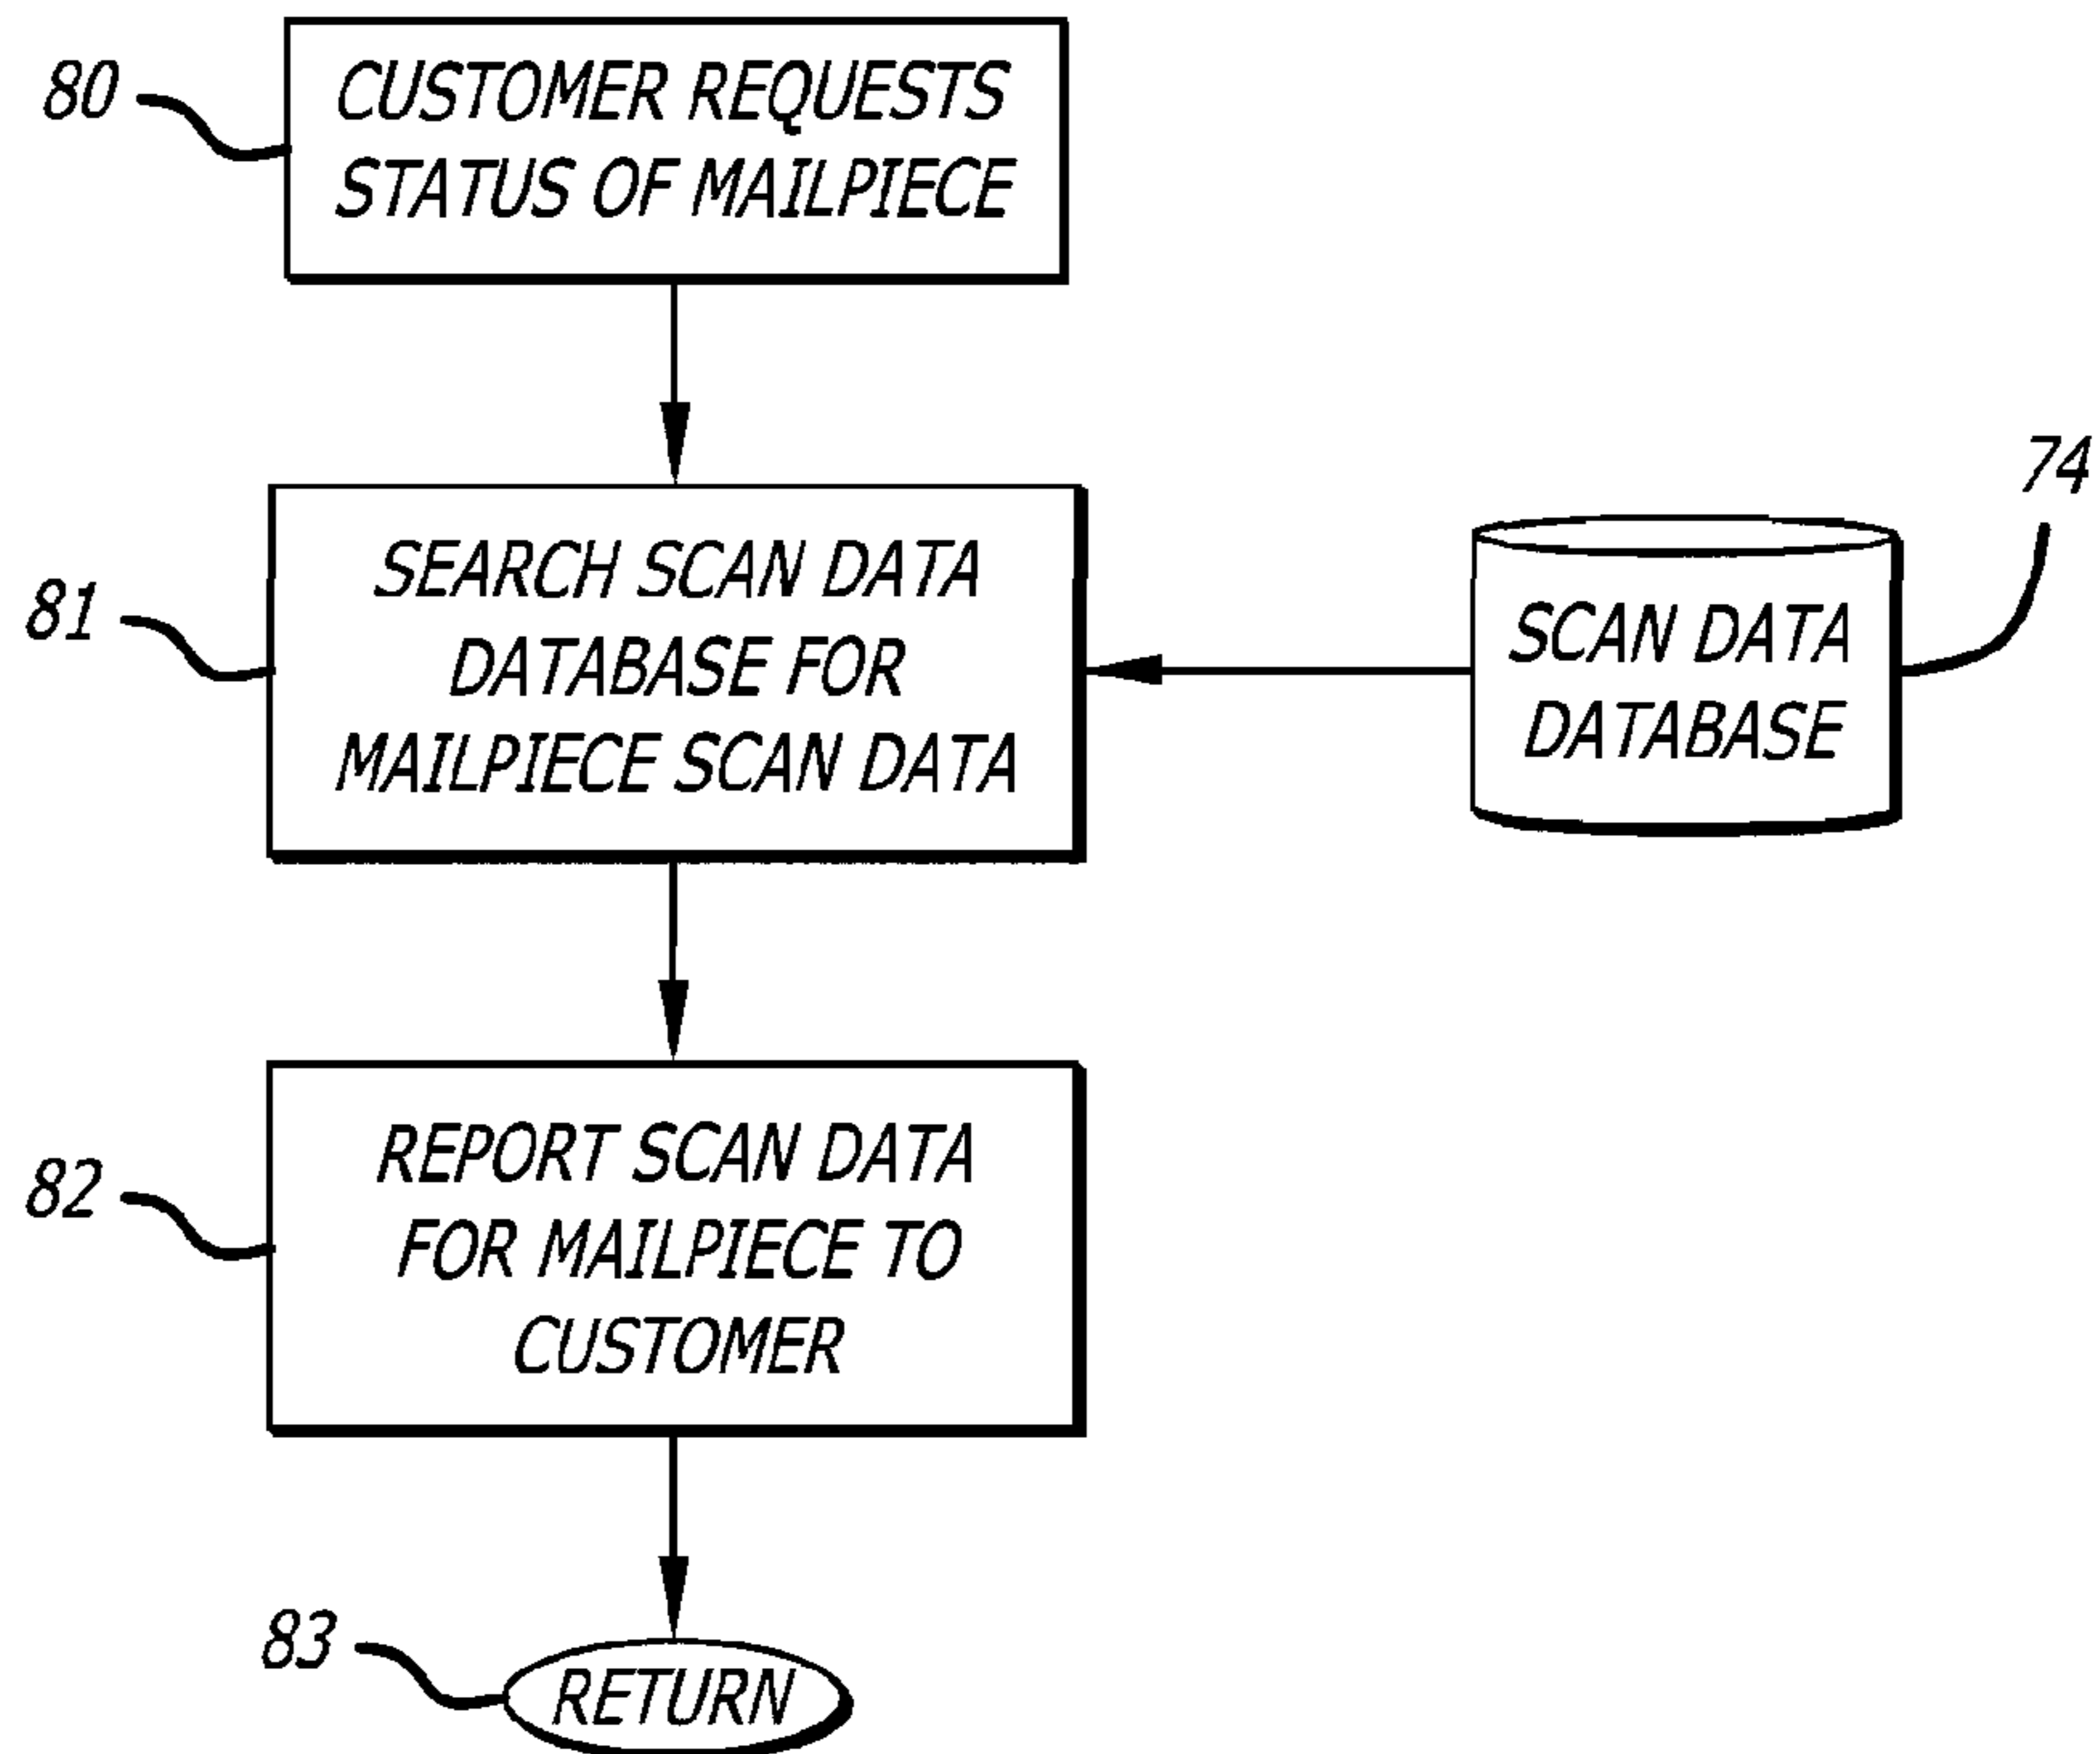 80
CUSTOMER REQUESTS
STATUS OF MAILPIECE
81
SEARCH SCAN DATA
DATABASE FOR
MAILPIECE SCAN DATA
74
SCAN DATA
DATABASE
82
REPORT SCAN DATA
FOR MAILPIECE TO
CUSTOMER
83
RETURN